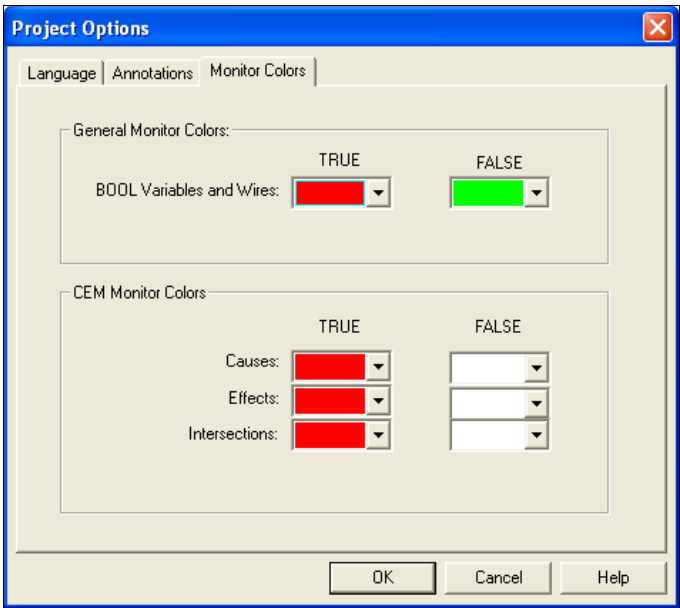 Project Options
Language Annotations Monitor Colors
General Monitor Colors:
TRUE FALSE
BOOL Variables and Wires:
CEM Monitor Colors
TRUE FALSE
Causes:
Effects:
Intersections:
OK Cancel Help